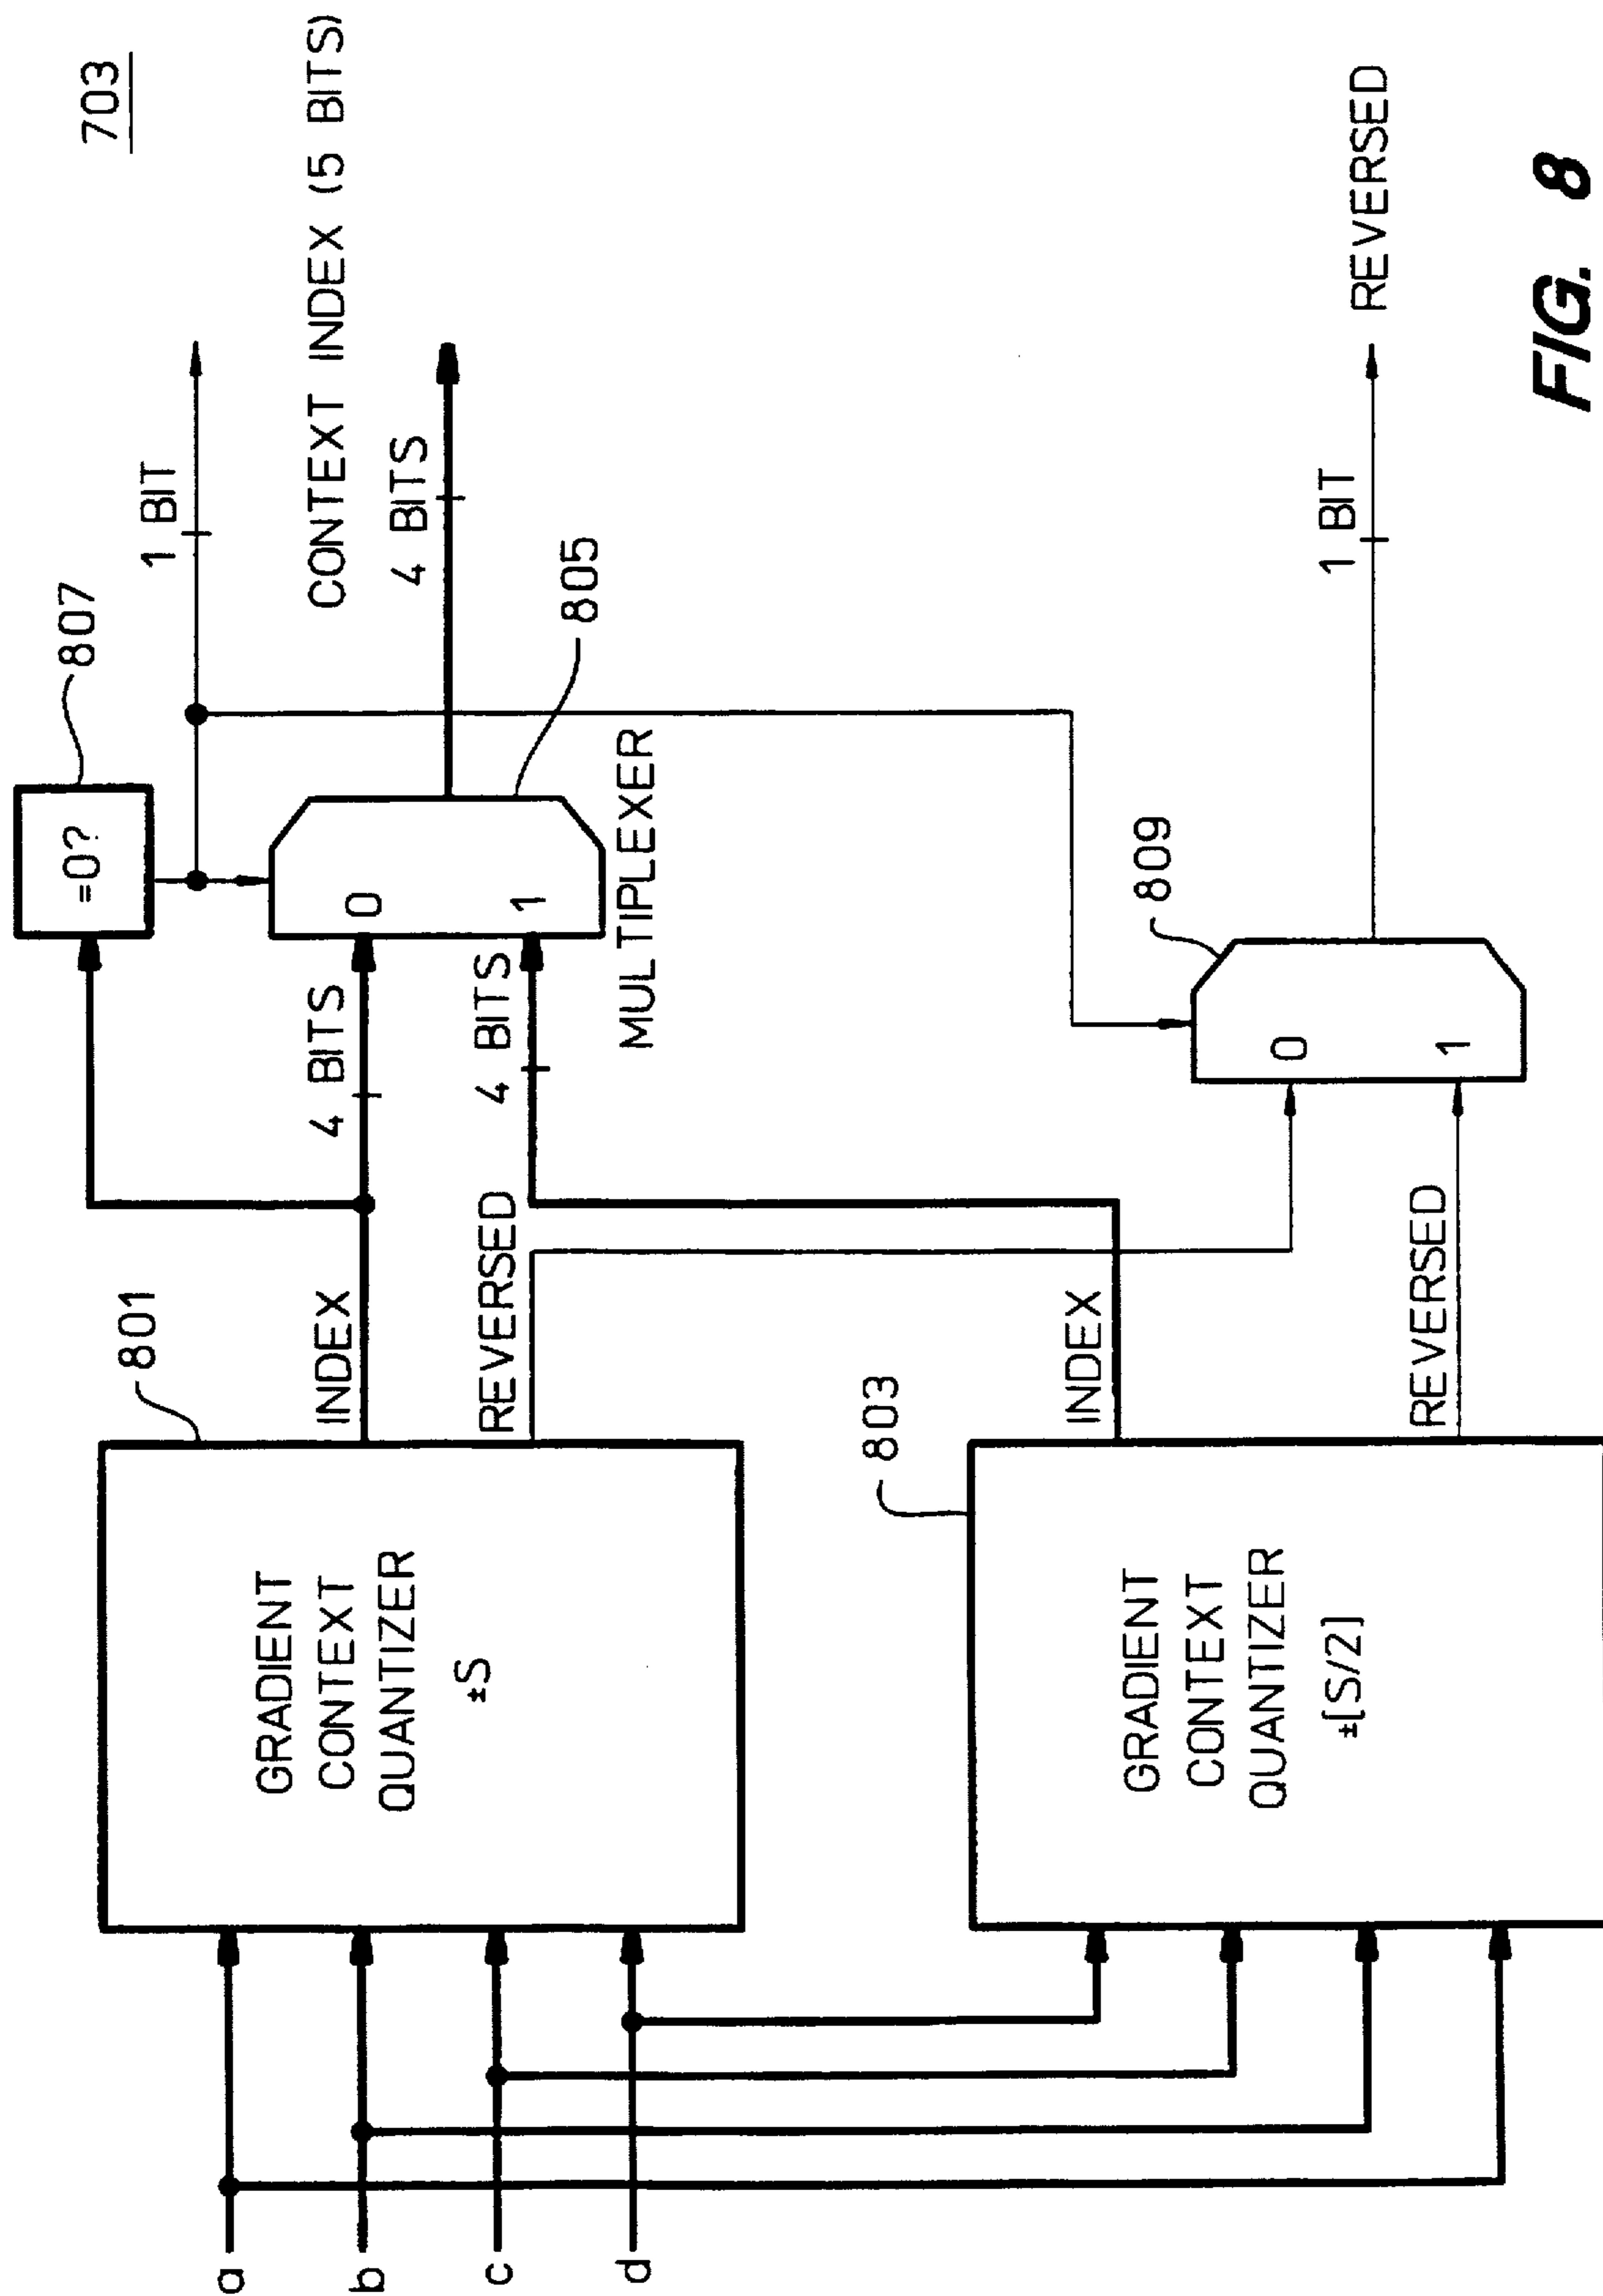 703
807
=0?
1 BIT
CONTEXT INDEX (5 BITS)
4 BITS
805
0
1
MULTIPLEXER
4 BITS
4 BITS
801
INDEX
REVERSED
GRADIENT
CONTEXT
QUANTIZER
±S
a
b
c
d
809
0
1
1 BIT
REVERSED
803
INDEX
REVERSED
GRADIENT
CONTEXT
QUANTIZER
±[S/2]
FIG. 8